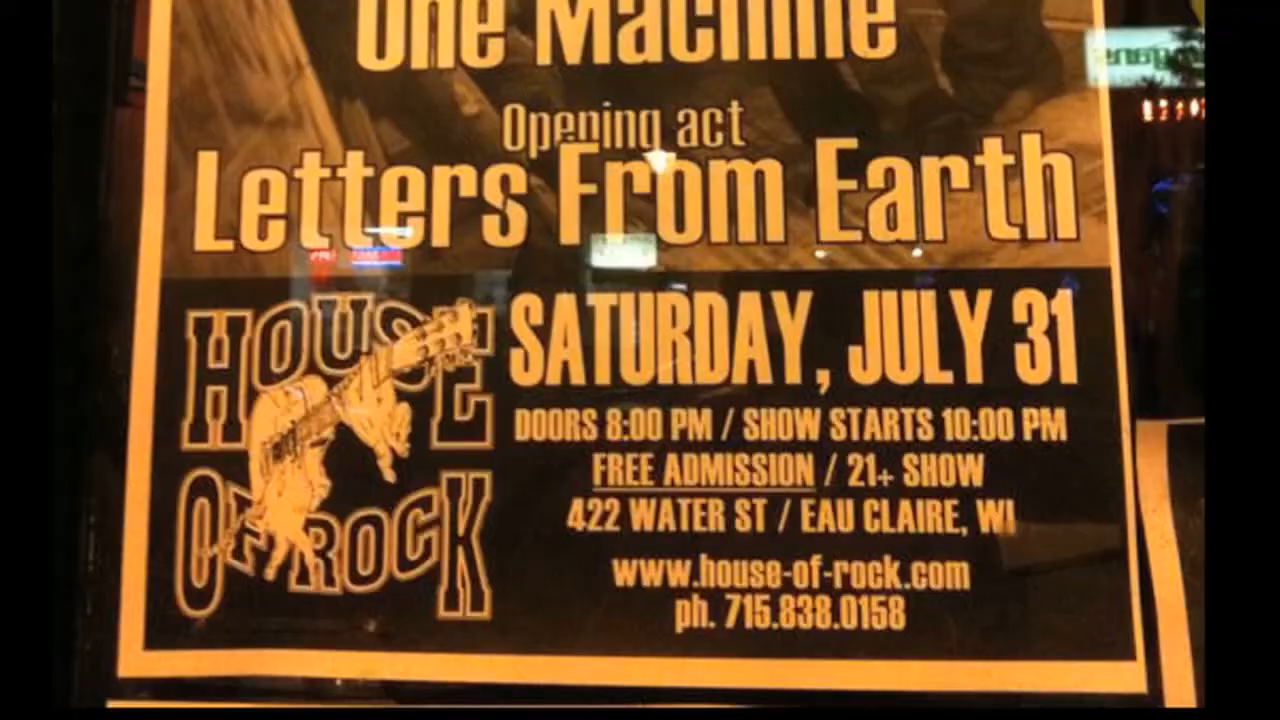 One Machine
Opening act
Letters From Earth
HOUSE
OF ROCK
SATURDAY, JULY 31
DOORS 8:00 PM / SHOW STARTS 10:00 PM
FREE ADMISSION / 21+ SHOW
422 WATER ST / EAU CLAIRE, WI
www.house-of-rock.com
ph. 715.838.0158